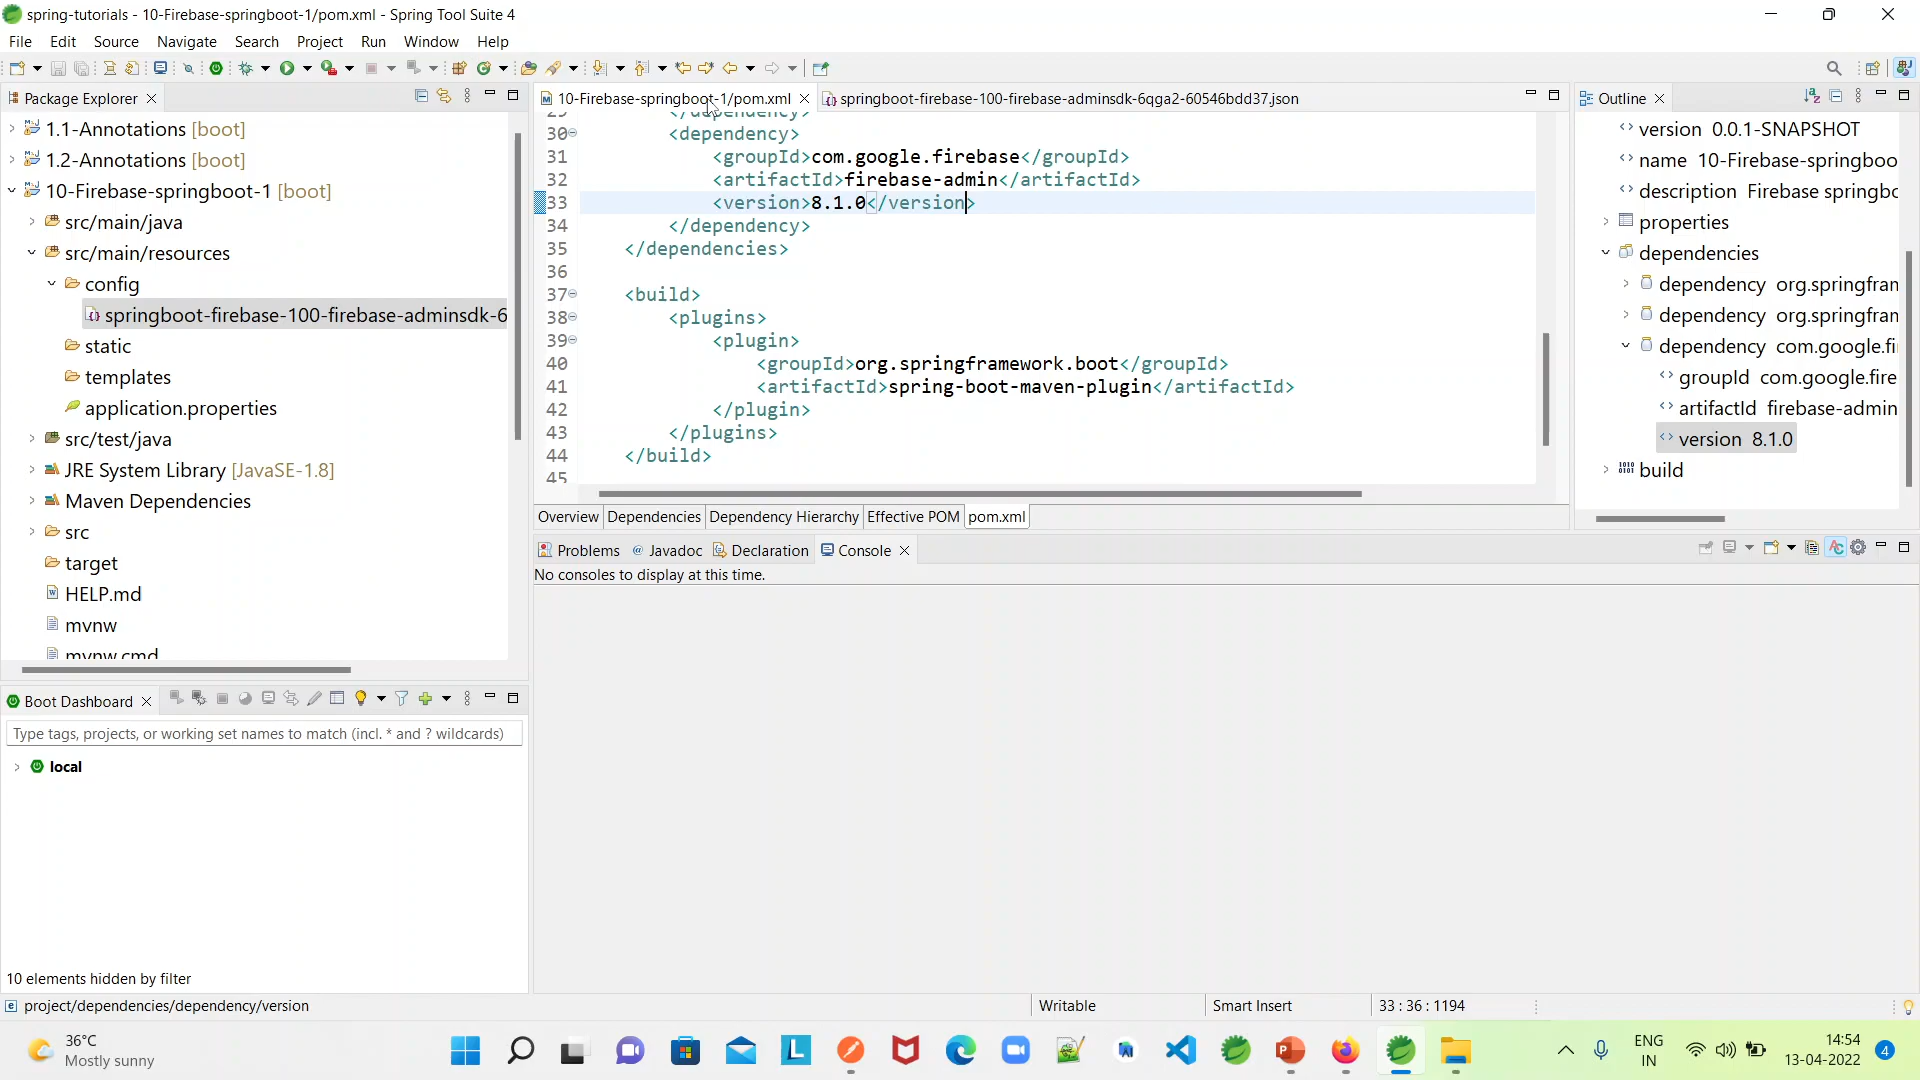 spring-tutorials - 10-Firebase-springboot-1/pom.xml - Spring Tool Suite 4
File Edit Source Navigate Search Project Run Window Help
Package Explorer
1.1-Annotations [boot]
1.2-Annotations [boot]
10-Firebase-springboot-1 [boot]
src/main/java
src/main/resources
config
springboot-firebase-100-firebase-adminsdk-6
static
templates
application.properties
src/test/java
JRE System Library [JavaSE-1.8]
Maven Dependencies
src
target
HELP.md
mvnw
mvnw.cmd
10-Firebase-springboot-1/pom.xml
springboot-firebase-100-firebase-adminsdk-6qga2-60546bdd37.json
29 </dependency>
30 <dependency>
31 <groupId>com.google.firebase</groupId>
32 <artifactId>firebase-admin</artifactId>
33 <version>8.1.0</version>
34 </dependency>
35 </dependencies>
36
37 <build>
38 <plugins>
39 <plugin>
40 <groupId>org.springframework.boot</groupId>
41 <artifactId>spring-boot-maven-plugin</artifactId>
42 </plugin>
43 </plugins>
44 </build>
45
Overview Dependencies Dependency Hierarchy Effective POM pom.xml
Outline
version 0.0.1-SNAPSHOT
name 10-Firebase-springboo
description Firebase springbo
properties
dependencies
dependency org.springfran
dependency org.springfran
dependency com.google.fi
groupId com.google.fire
artifactId firebase-admin
version 8.1.0
build
Problems Javadoc Declaration Console
No consoles to display at this time.
Boot Dashboard
Type tags, projects, or working set names to match (incl. * and ? wildcards)
local
10 elements hidden by filter
project/dependencies/dependency/version
Writable
Smart Insert
33 : 36 : 1194
36°C
Mostly sunny
ENG
IN
14:54
13-04-2022
4